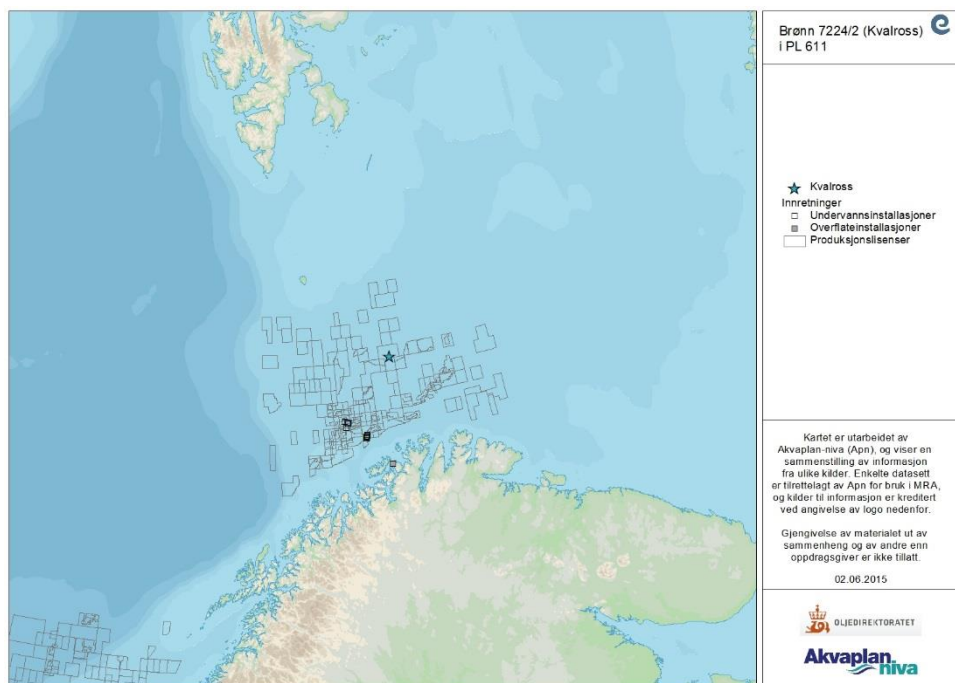 Brønn 7224/2 (Kvalross)
i PL 611
Kvalross
Innretninger
Undervannsinstallasjoner
Overflateinstallasjoner
Produksjonslisenser
Kartet er utarbeidet av
Akvaplan-niva (Apn), og viser en
sammenstilling av informasjon
fra ulike kilder. Enkelte datasett
er tilrettelagt av Apn for bruk i MRA,
og kilder til informasjon er kreditert
ved angivelse av logo nedenfor.
Gjengivelse av materialet ut av
sammenheng og av andre enn
oppdragsgiver er ikke tillatt.
02.06.2015
OLJEDIREKTORATET
Akvaplan
niva